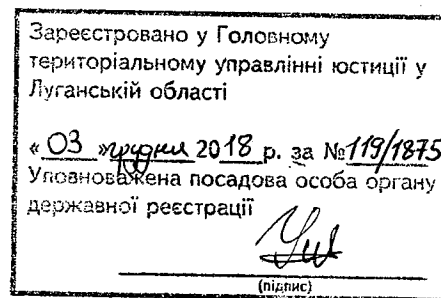 Зареєстровано у Головному
територіальному управлінні юстиції у
Луганській області
« 03 » грудня 2018 р. за №119/1875
Уповноважена посадова особа органу
державної реєстрації
(підпис)